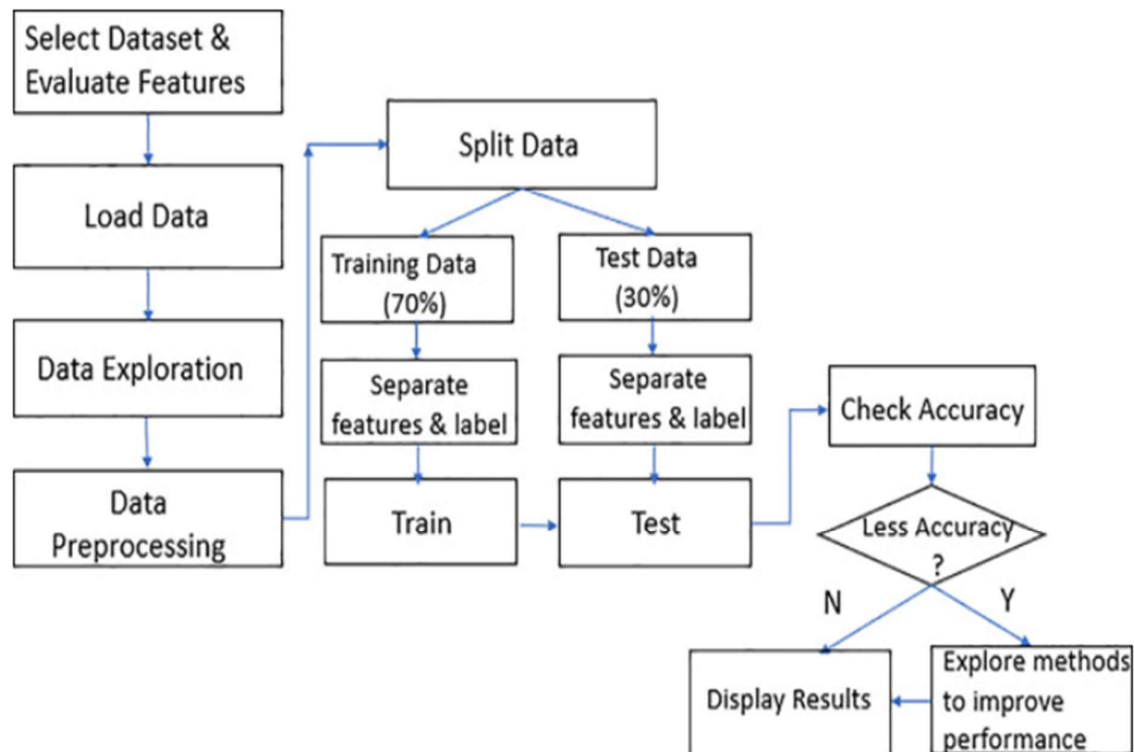 Select Dataset &
Evaluate Features
Load Data
Data Exploration
Data
Preprocessing
Split Data
Training Data
(70%)
Separate
features & label
Train
Test Data
(30%)
Separate
features & label
Test
Check Accuracy
Less Accuracy
?
N
Y
Display Results
Explore methods
to improve
performance